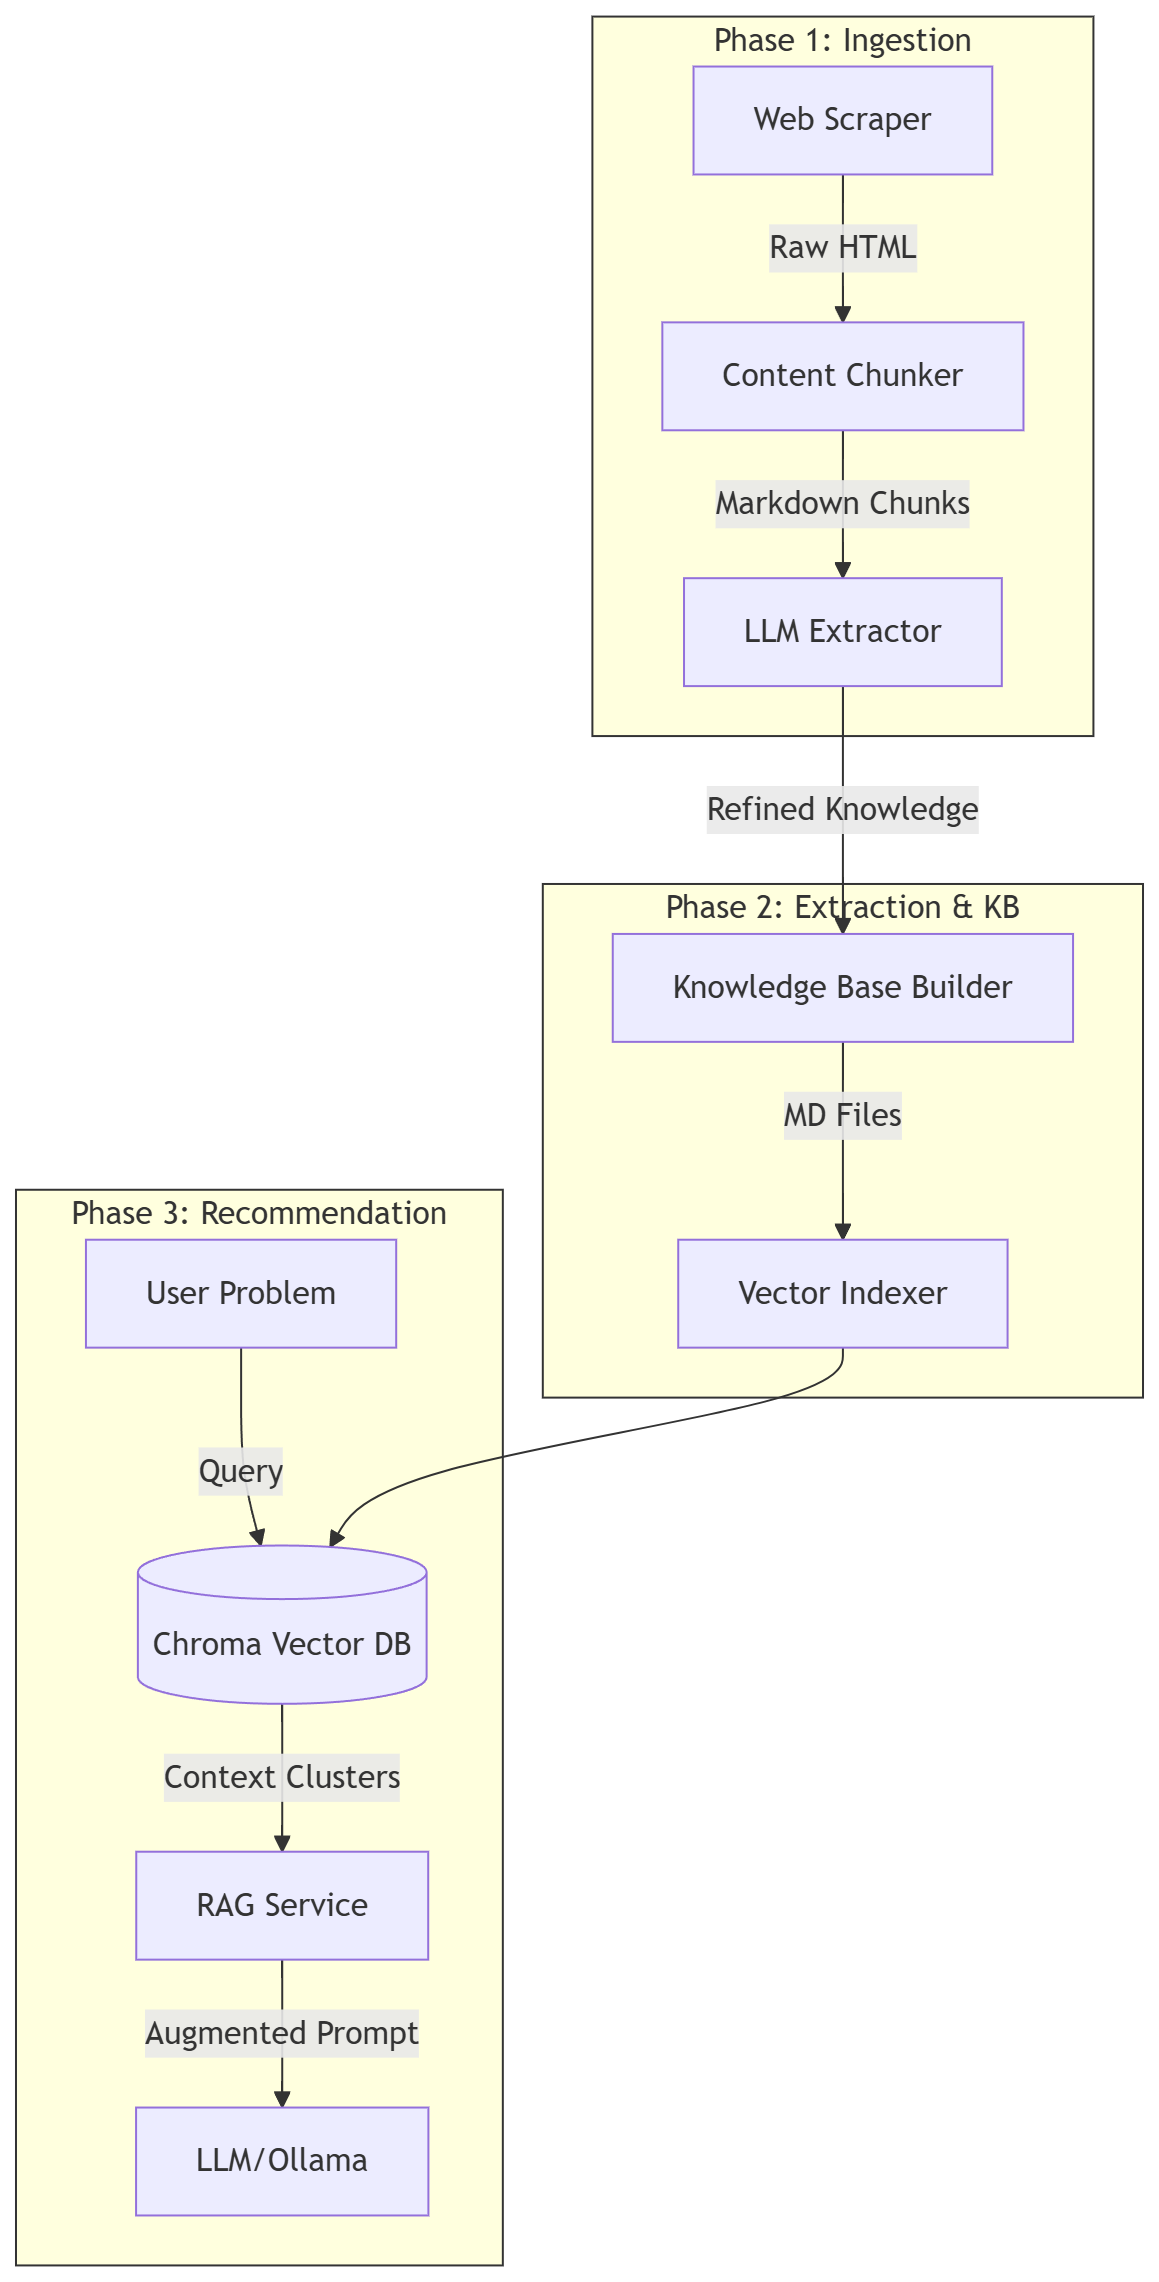 Phase 1: Ingestion
Web Scraper
Raw HTML
Content Chunker
Markdown Chunks
LLM Extractor
Refined Knowledge
Phase 2: Extraction & KB
Knowledge Base Builder
MD Files
Vector Indexer
Phase 3: Recommendation
User Problem
Query
Chroma Vector DB
Context Clusters
RAG Service
Augmented Prompt
LLM/Ollama